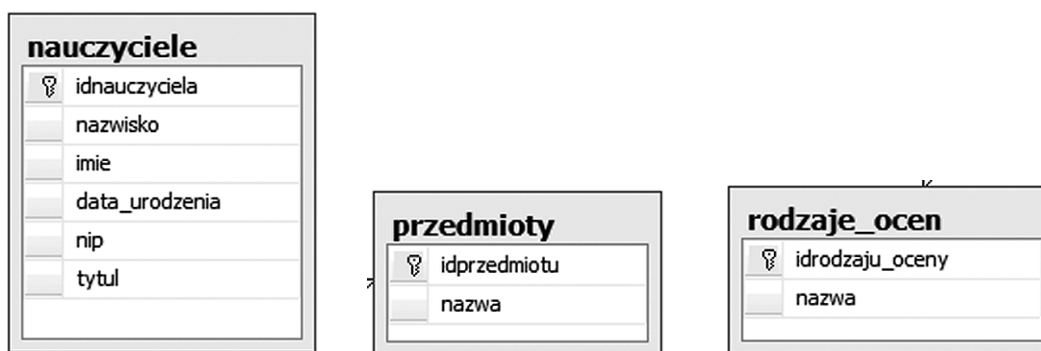 nauczyciele
idnauczyciela
nazwisko
imie
data_urodzenia
nip
tytul
przedmioty
idprzedmiotu
nazwa
rodzaje_ocen
idrodzaju_oceny
nazwa